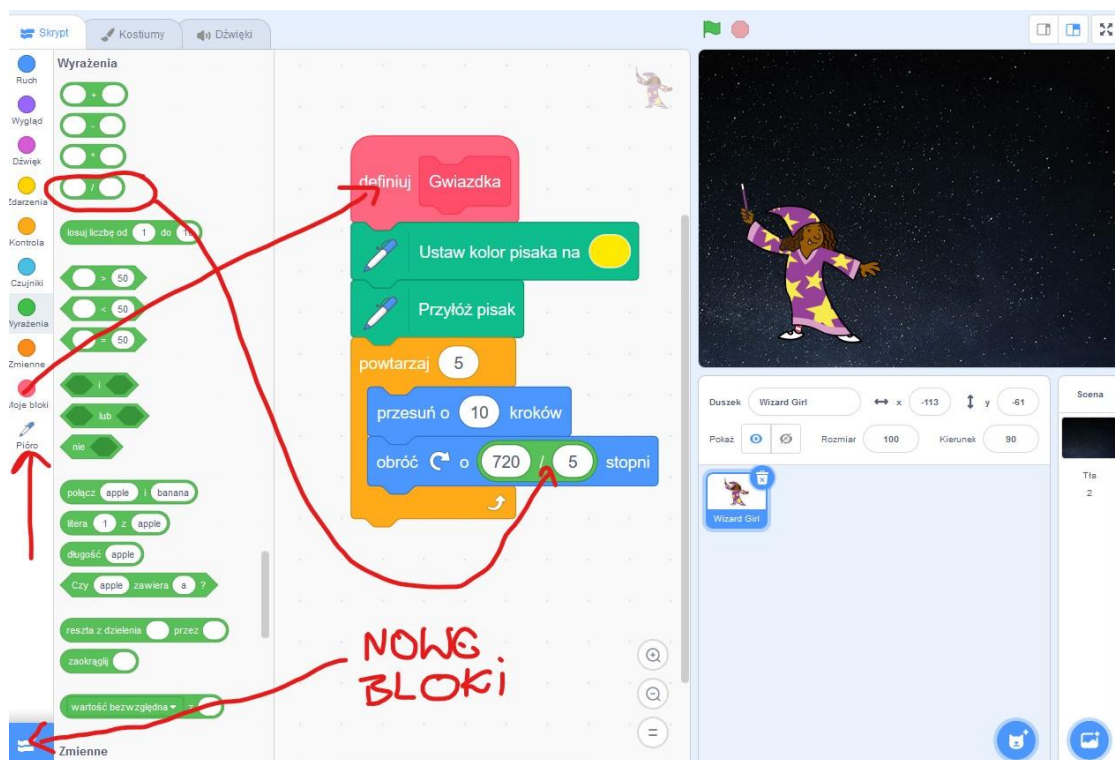 Skrypt
Kostiumy
Dźwięki
Ruch
Wygląd
Dźwięk
Zdarzenia
Kontrola
Czujniki
Wyrażenia
Zmienne
Moje bloki
Pióro
Wyrażenia
+
-
*
/
losuj liczbę od 1 do 10
> 50
< 50
= 50
i
lub
nie
połącz apple i banana
litera 1 z apple
długość apple
Czy apple zawiera a ?
reszta z dzielenia przez
zaokrąglij
wartość bezwzględna z
Zmienne
definiuj Gwiazdka
Ustaw kolor pisaka na
Przyłóż pisak
powtarzaj 5
przesuń o 10 kroków
obróć o 720 / 5 stopni
NOWE
BLOKI
Duszek Wizard Girl x -113 y -61
Pokaż Rozmiar 100 Kierunek 90
Wizard Girl
Scena
Tła
2